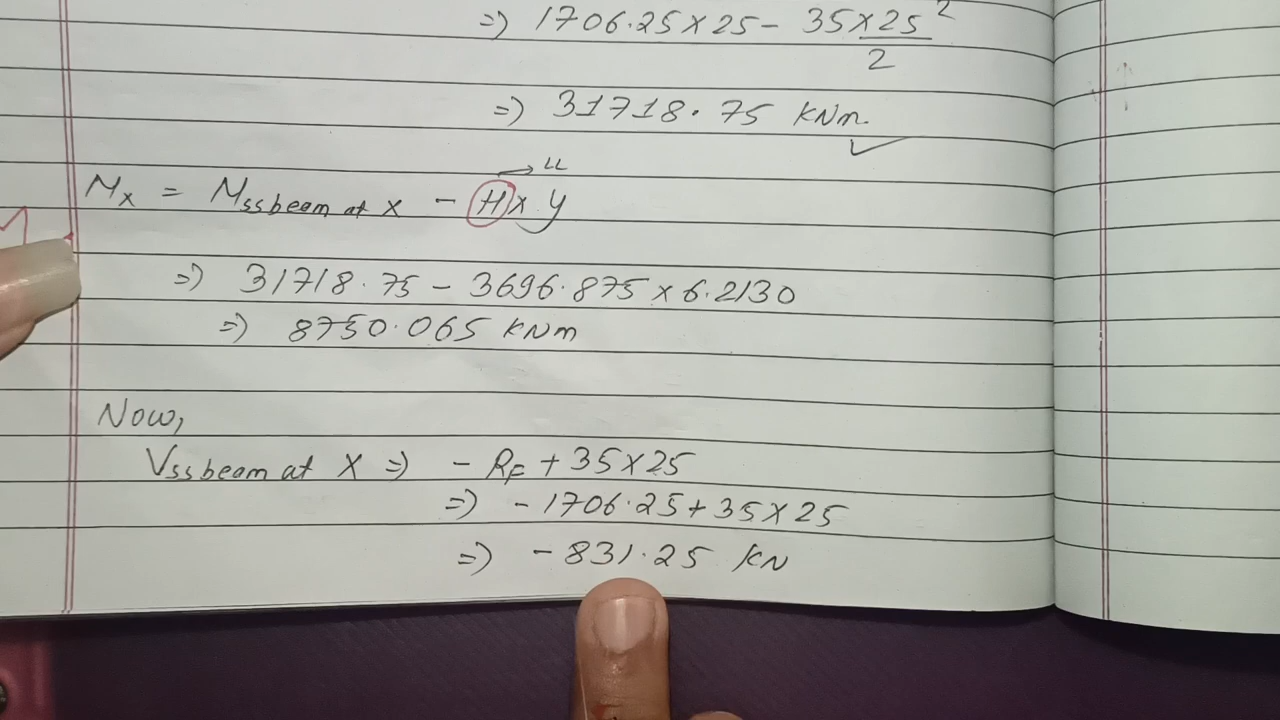 =) 1706.25×25 - 35×25²/2
=) 31718.75 KNm.
Mx = Mssbeam at x - H×y
=) 31718.75 - 3696.875×6.2130
=) 8750.065 KNm
Now,
Vssbeam at X =) - RF + 35×25
=) - 1706.25 + 35×25
=) - 831.25 KN